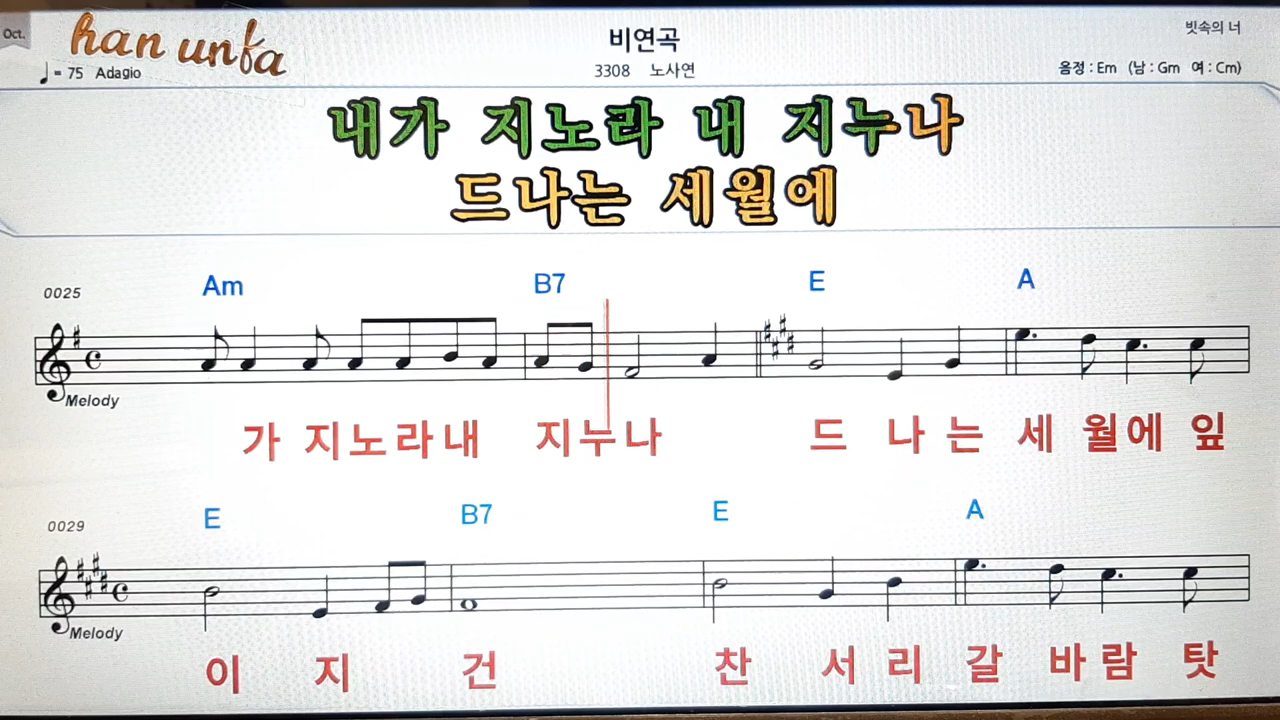 Oct.
han unfa
비연곡
빗속의 너
♩ = 75 Adagio
3308 노사연
음정 : Em (남 : Gm 여 : Cm)
내가 지노라 내 지누나
드나는 세월에
0025
Am B7 E A
Melody
가 지노라내 지누나 드 나 는 세 월에 잎
0029
E B7 E A
Melody
이 지 건 찬 서 리 갈 바 람 탓